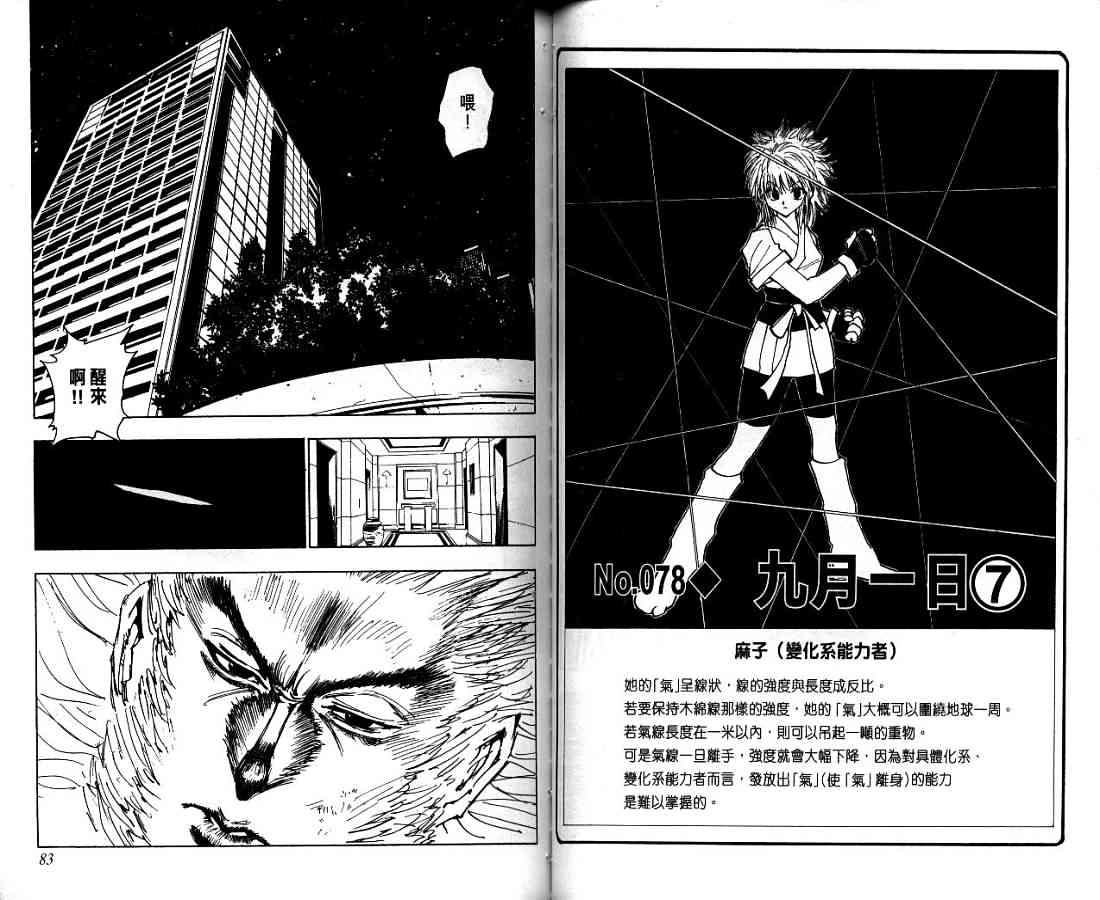 No.078◆ 九月一日⑦
麻子（變化系能力者）
她的「氣」呈線狀，線的強度與長度成反比。
若要保持木綿線那樣的強度，她的「氣」大概可以圍繞地球一周。
若氣線長度在一米以內，則可以吊起一噸的重物。
可是氣線一旦離手，強度就會大幅下降，因為對具體化系、
變化系能力者而言，發放出「氣」(使「氣」離身)的能力
是難以掌握的。
喂！
醒來
啊!!
83